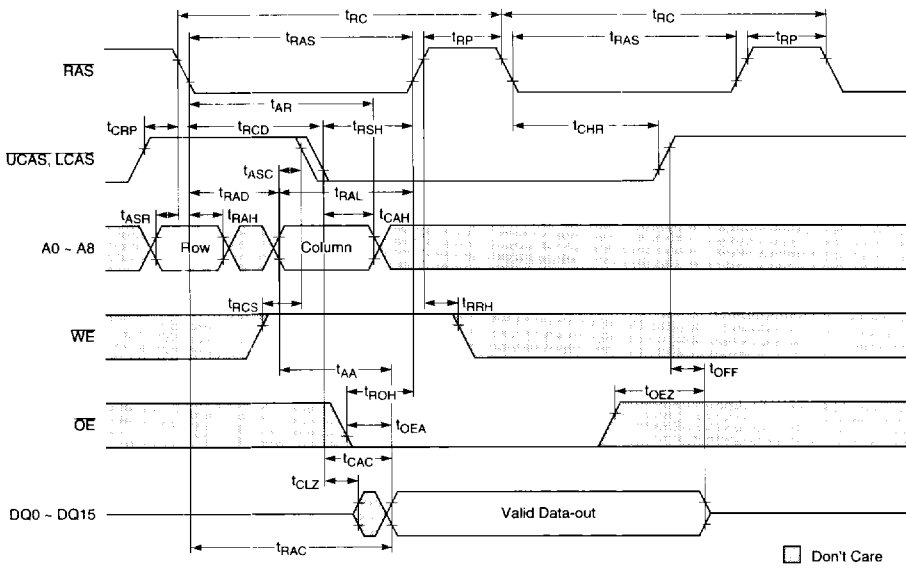 tRC tRC
tRAS tRP tRAS tRP
RAS
tAR
tCRP tRCD tRSH tCHR
UCAS, LCAS
tASC
tRAD tRAL
tASR tRAH tCAH
A0 ~ A8 Row Column
tRCS tRRH
WE
tAA tOFF
tROH tOEZ
OE tOEA
tCAC
tCLZ
DQ0 ~ DQ15 Valid Data-out
tRAC
Don't Care